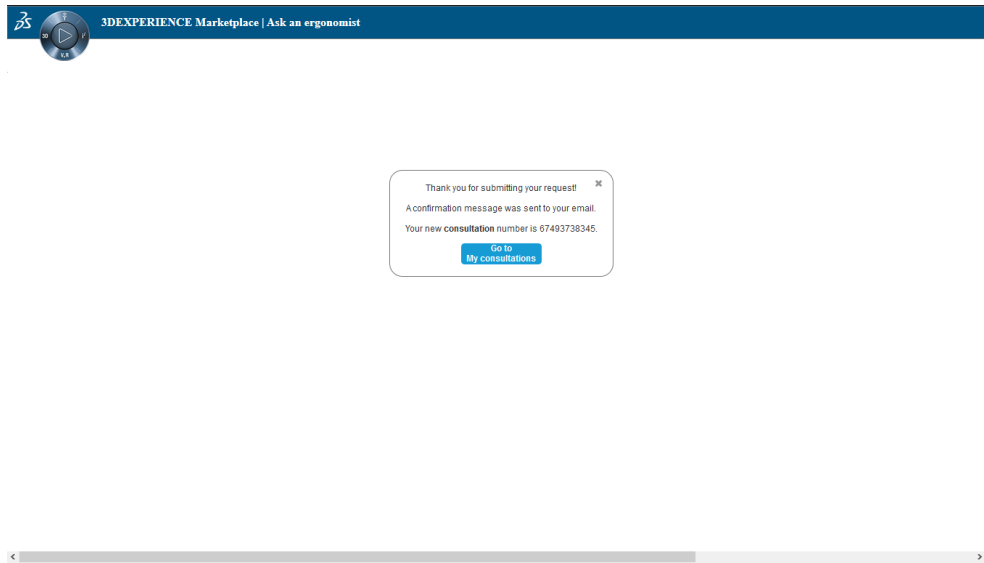 3DEXPERIENCE Marketplace | Ask an ergonomist
3D
V.R
Thank you for submitting your request!
A confirmation message was sent to your email.
Your new consultation number is 67493738345.
Go to
My consultations